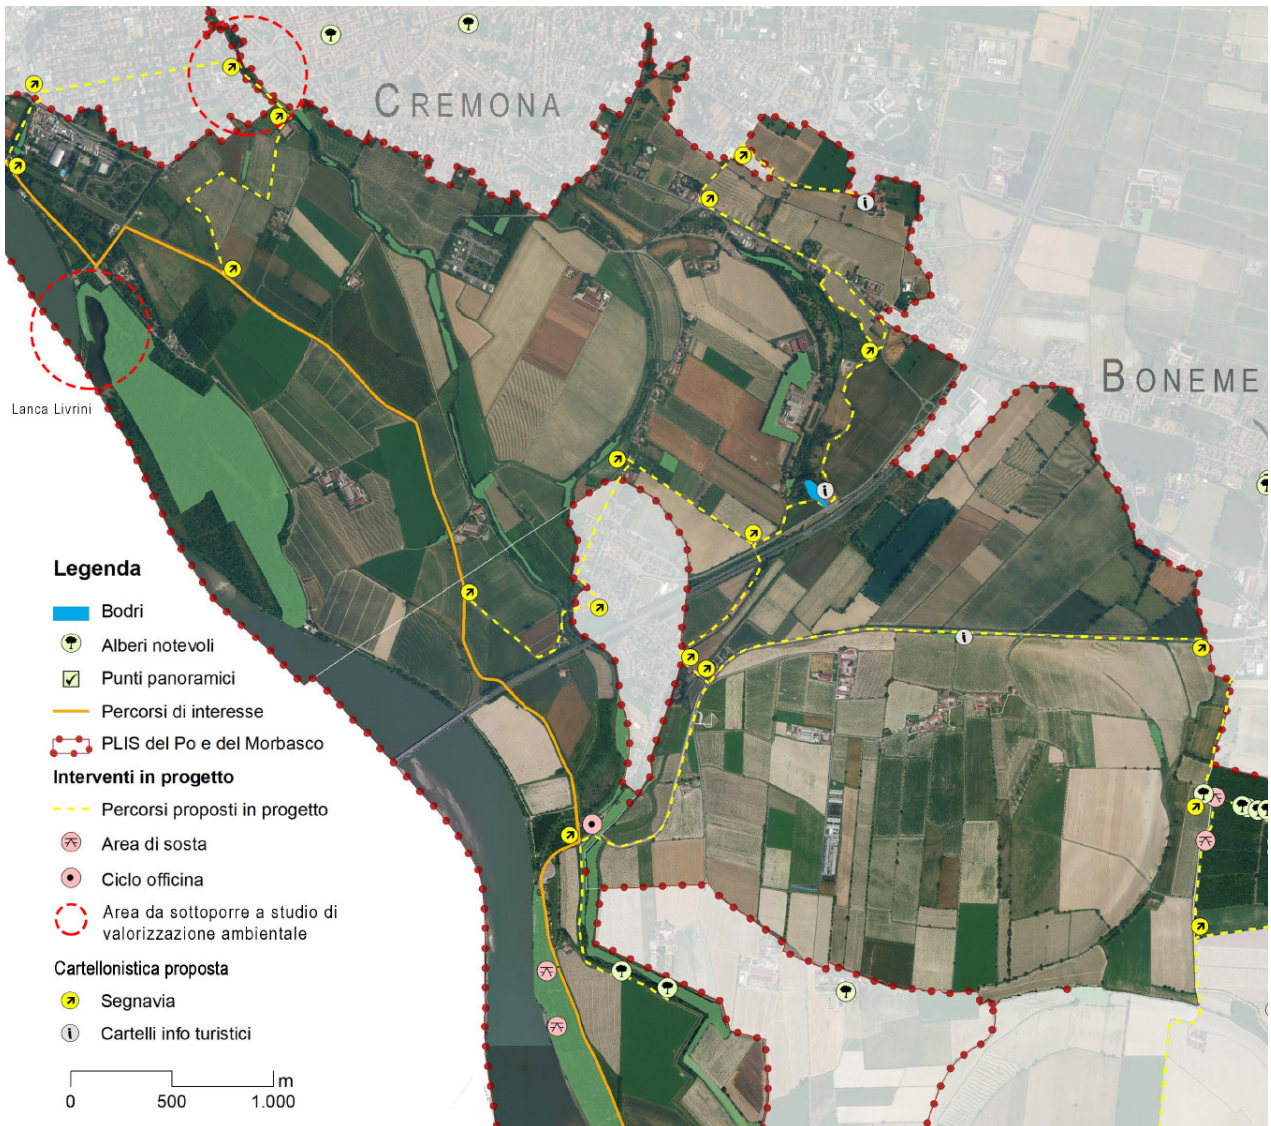 CREMONA
BONEME
Lanca Livrini
Legenda
Bodri
Alberi notevoli
Punti panoramici
Percorsi di interesse
PLIS del Po e del Morbasco
Interventi in progetto
Percorsi proposti in progetto
Area di sosta
Ciclo officina
Area da sottoporre a studio di
valorizzazione ambientale
Cartellonistica proposta
Segnavia
Cartelli info turistici
m
0 500 1.000